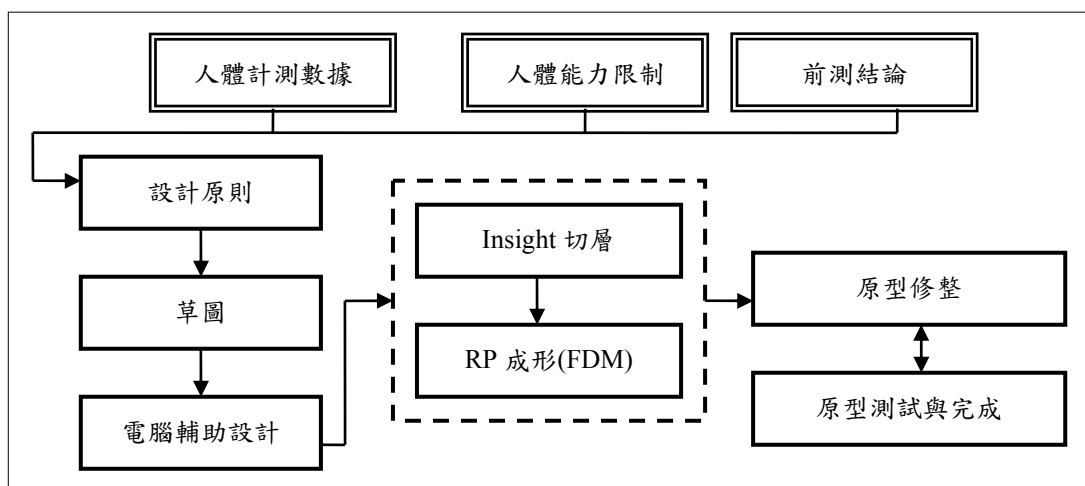 人體計測數據
人體能力限制
前測結論
設計原則
草圖
電腦輔助設計
Insight 切層
RP 成形(FDM)
原型修整
原型測試與完成